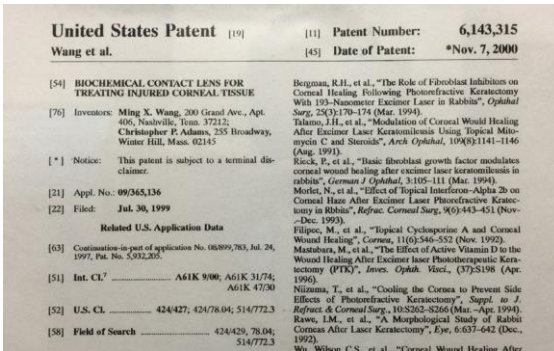 United States Patent [19]
Wang et al.
[11] Patent Number: 6,143,315
[45] Date of Patent: *Nov. 7, 2000
[54] BIOCHEMICAL CONTACT LENS FOR
TREATING INJURED CORNEAL TISSUE
[76] Inventors: Ming X. Wang, 200 Grand Ave., Apt.
406, Nashville, Tenn. 37212;
Christopher P. Adams, 255 Broadway,
Winter Hill, Mass. 02145
[*] Notice: This patent is subject to a terminal dis-
claimer.
[21] Appl. No.: 09/365,136
[22] Filed: Jul. 30, 1999
Related U.S. Application Data
[63] Continuation-in-part of application No. 08/899,783, Jul. 24,
1997, Pat. No. 5,932,205.
[51] Int. Cl.7 A61K 9/00; A61K 31/74;
A61K 47/30
[52] U.S. Cl. 424/427; 424/78.04; 514/772.3
[58] Field of Search 424/429, 78.04;
514/772.3
Bergman, R.H., et al., "The Role of Fibroblast Inhibitors on
Corneal Healing Following Photorefractive Keratectomy
With 193-Nanometer Excimer Laser in Rabbits", Ophthal
Surg, 25(3):170-174 (Mar. 1994).
Talamo, J.H., et al., "Modulation of Corneal Would Healing
After Excimer Laser Keratomileusis Using Topical Mito-
mycin C and Steroids", Arch Ophthal, 109(8):1141-1146
(Aug. 1991).
Rieck, P., et al., "Basic fibroblast growth factor modulates
corneal wound healing after excimer laser keratomileusis in
rabbits", German J Ophthal, 3:105-111 (Mar. 1994).
Morlet, N., et al., "Effect of Topical Interferon-Alpha 2b on
Corneal Haze After Excimer Laser Photorefractive Kratec-
tomy in Rbbits", Refrac. Corneal Surg, 9(6):443-451 (Nov.-
-Dec. 1993).
Filipec, M., et al., "Topical Cyclosporine A and Corneal
Wound Healing", Cornea, 11(6):546-552 (Nov. 1992).
Mastubara, M., et al., "The Effect of Active Vitamin D to the
Wound Healing After Excimer laser Phototherapeutic Kera-
tectomy (PTK)", Inves. Ophth. Visci., (37):S198 (Apr.
1996).
Niizuma, T., et al., "Cooling the Cornea to Prevent Side
Effects of Photorefractive Keratectomy", Suppl. to J.
Refract. & Corneal Surg., 10:S262-S266 (Mar.-Apr. 1994).
Rawe, I.M., et al., "A Morphological Study of Rabbit
Corneas After Laser Keratectomy", Eye, 6:637-642 (Dec.,
1992).
Wu, Wilson C.S., et al., "Corneal Wound Healing After